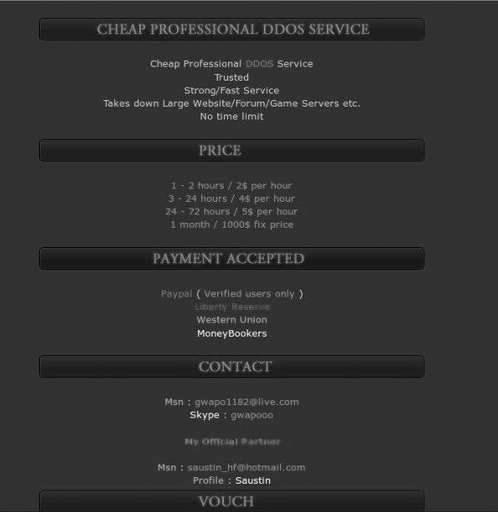 CHEAP PROFESSIONAL DDOS SERVICE
Cheap Professional DDOS Service
Trusted
Strong/Fast Service
Takes down Large Website/Forum/Game Servers etc.
No time limit
PRICE
1 - 2 hours / 2$ per hour
3 - 24 hours / 4$ per hour
24 - 72 hours / 5$ per hour
1 month / 1000$ fix price
PAYMENT ACCEPTED
Paypal ( Verified users only )
Liberty Reserve
Western Union
MoneyBookers
CONTACT
Msn : gwapo1182@live.com
Skype : gwapooo
My Official Partner
Msn : saustin_hf@hotmail.com
Profile : Saustin
VOUCH